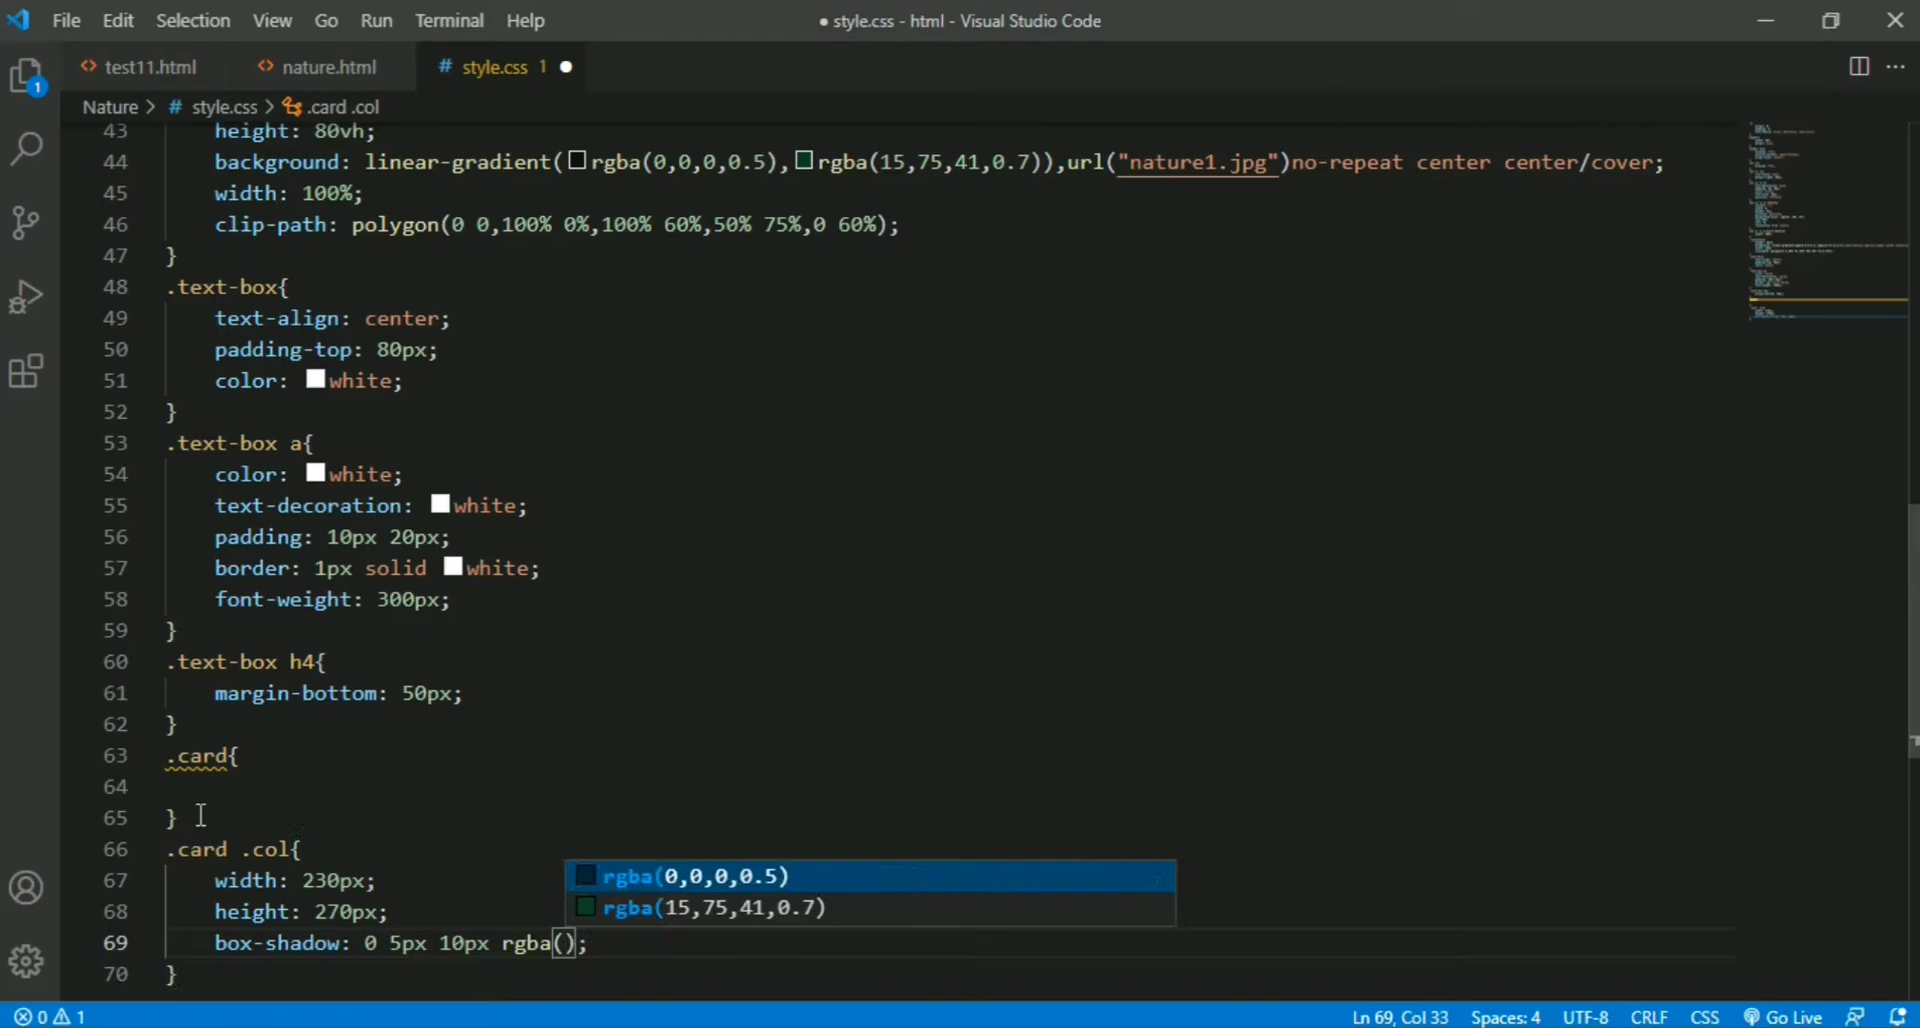 File Edit Selection View Go Run Terminal Help
● style.css - html - Visual Studio Code
test11.html
nature.html
# style.css 1 ●
Nature > # style.css > .card .col
1
43 height: 80vh;
44 background: linear-gradient(rgba(0,0,0,0.5),rgba(15,75,41,0.7)),url("nature1.jpg")no-repeat center center/cover;
45 width: 100%;
46 clip-path: polygon(0 0,100% 0%,100% 60%,50% 75%,0 60%);
47 }
48 .text-box{
49 text-align: center;
50 padding-top: 80px;
51 color: white;
52 }
53 .text-box a{
54 color: white;
55 text-decoration: white;
56 padding: 10px 20px;
57 border: 1px solid white;
58 font-weight: 300px;
59 }
60 .text-box h4{
61 margin-bottom: 50px;
62 }
63 .card{
64
65 }
66 .card .col{
67 width: 230px;
68 height: 270px;
rgba(0,0,0,0.5)
rgba(15,75,41,0.7)
69 box-shadow: 0 5px 10px rgba();
70 }
0 1
Ln 69, Col 33 Spaces: 4 UTF-8 CRLF CSS Go Live